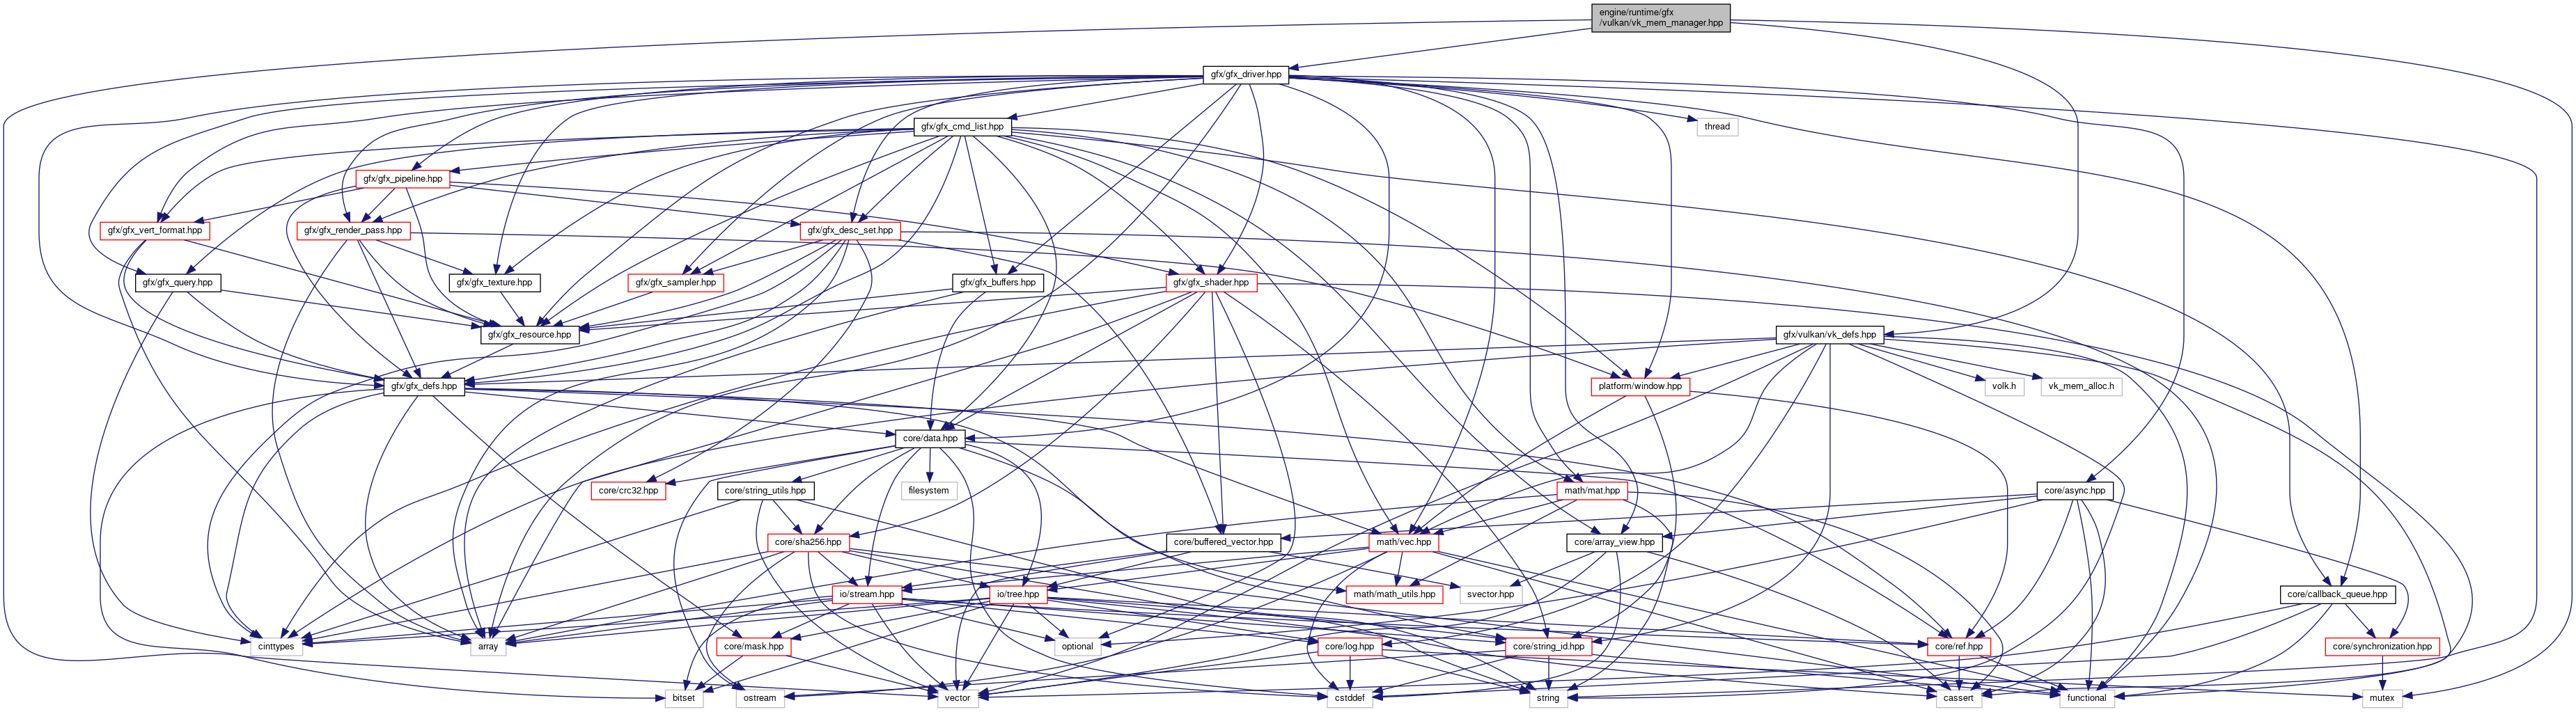 engine/runtime/gfx
/vulkan/vk_mem_manager.hpp
gfx/gfx_driver.hpp
gfx/gfx_cmd_list.hpp
thread
gfx/gfx_pipeline.hpp
gfx/gfx_vert_format.hpp
gfx/gfx_render_pass.hpp
gfx/gfx_desc_set.hpp
gfx/gfx_query.hpp
gfx/gfx_texture.hpp
gfx/gfx_sampler.hpp
gfx/gfx_buffers.hpp
gfx/gfx_shader.hpp
gfx/gfx_resource.hpp
gfx/vulkan/vk_defs.hpp
gfx/gfx_defs.hpp
platform/window.hpp
volk.h
vk_mem_alloc.h
core/data.hpp
core/crc32.hpp
core/string_utils.hpp
filesystem
math/mat.hpp
core/async.hpp
core/sha256.hpp
core/buffered_vector.hpp
math/vec.hpp
core/array_view.hpp
io/stream.hpp
io/tree.hpp
math/math_utils.hpp
svector.hpp
core/callback_queue.hpp
cinttypes
array
core/mask.hpp
optional
core/log.hpp
core/string_id.hpp
core/ref.hpp
core/synchronization.hpp
bitset
ostream
vector
cstddef
string
cassert
functional
mutex